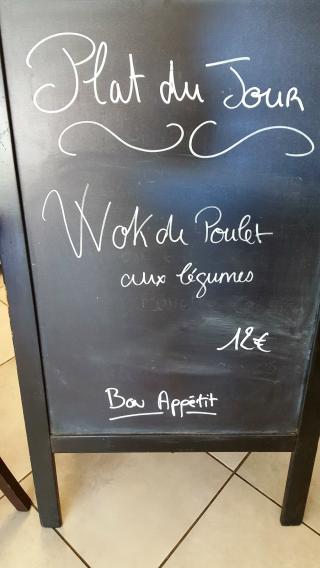 Plat du Jour
Wok de Poulet
aux légumes
12€
Bon Appétit